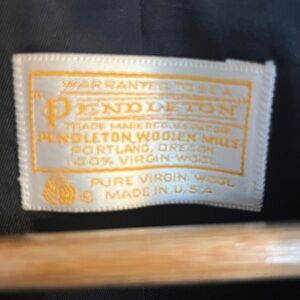 WARRANTED TO BE A
"PENDLETON"
TRADE MARK REG. U.S. PAT. OFF.
PENDLETON WOOLEN MILLS
PORTLAND, OREGON
VIRGIN WOOL
PURE VIRGIN WOOL
MADE IN U.S.A.